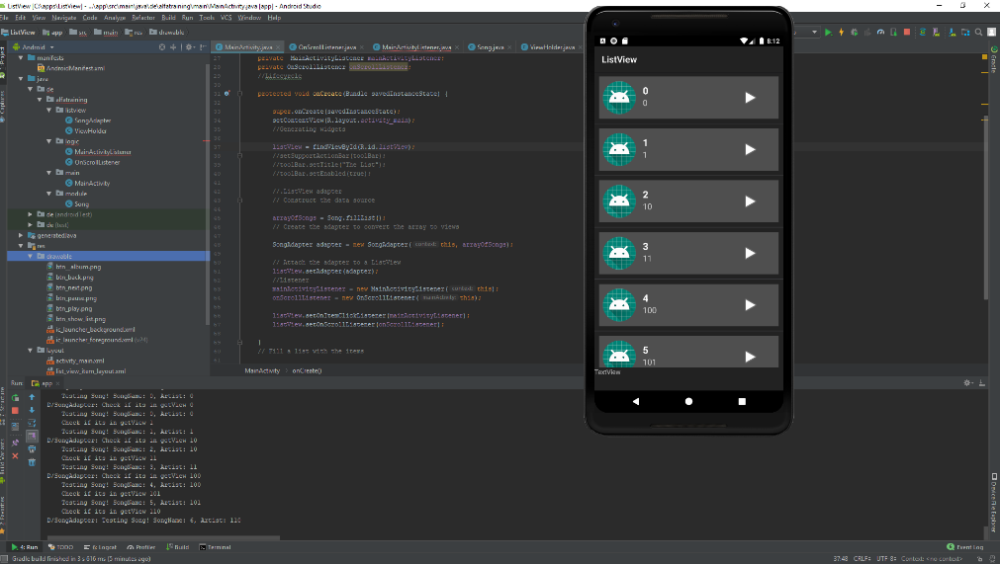 ListView [C:\apps\ListView] - ...\app\src\main\java\de\alfatraining\main\MainActivity.java [app] - Android Studio
File Edit View Navigate Code Analyze Refactor Build Run Tools VCS Window Help
ListView app src main res drawable
Android
MainActivity.java OnScrollListener.java MainActivityListener.java Song.java ViewHolder.java
manifests
AndroidManifest.xml
java
de
alfatraining
listview
SongAdapter
ViewHolder
logic
MainActivityListener
OnScrollListener
main
MainActivity
module
Song
de (androidTest)
de (test)
generatedJava
res
drawable
btn_album.png
btn_back.png
btn_next.png
btn_pause.png
btn_play.png
btn_show_list.png
ic_launcher_background.xml
ic_launcher_foreground.xml (v24)
layout
activity_main.xml
list_view_item_layout.xml
private MainActivityListener mainActivityListener;
private OnScrollListener onScrollListener;
//Lifecycle
protected void onCreate(Bundle savedInstanceState) {
super.onCreate(savedInstanceState);
setContentView(R.layout.activity_main);
//Generating widgets
listView = findViewById(R.id.listView);
//setSuppostActionBar(toolBar);
//toolBar.setTitle("The List");
//toolBar.setEnabled(true);
//.ListView adapter
// Construct the data source
arrayOfSongs = Song.fillList();
// Create the adapter to convert the array to views
SongAdapter adapter = new SongAdapter( context: this, arrayOfSongs);
// Attach the adapter to a ListView
listView.setAdapter(adapter);
//Listener
mainActivityListener = new MainActivityListener( context: this);
onScrollListener = new OnScrollListener( mainActivity: this);
listView.setOnItemClickListener(mainActivityListener);
listView.setOnScrollListener(onScrollListener);
}
// Fill a list with the items
MainActivity > onCreate()
8:12
ListView
0
0
1
1
2
10
3
11
4
100
5
101
TextView
Run: app
Testing Song! SongName: 0, Artist: 0
D/SongAdapter: Check if its in getView 0
Testing Song! SongName: 0, Artist: 0
Check if its in getView 1
Testing Song! SongName: 1, Artist: 1
D/SongAdapter: Check if its in getView 10
Testing Song! SongName: 2, Artist: 10
Check if its in getView 11
Testing Song! SongName: 3, Artist: 11
D/SongAdapter: Check if its in getView 100
Testing Song! SongName: 4, Artist: 100
Check if its in getView 101
Testing Song! SongName: 5, Artist: 101
Check if its in getView 110
D/SongAdapter: Testing Song! SongName: 6, Artist: 110
4: Run TODO 6: Logcat Profiler Build Terminal Event Log
Gradle build finished in 3 s 616 ms (5 minutes ago) 37:48 CRLF UTF-8 Context: <no context>
Gradle
Device File Explorer
Captures
Build Variants
2: Favorites